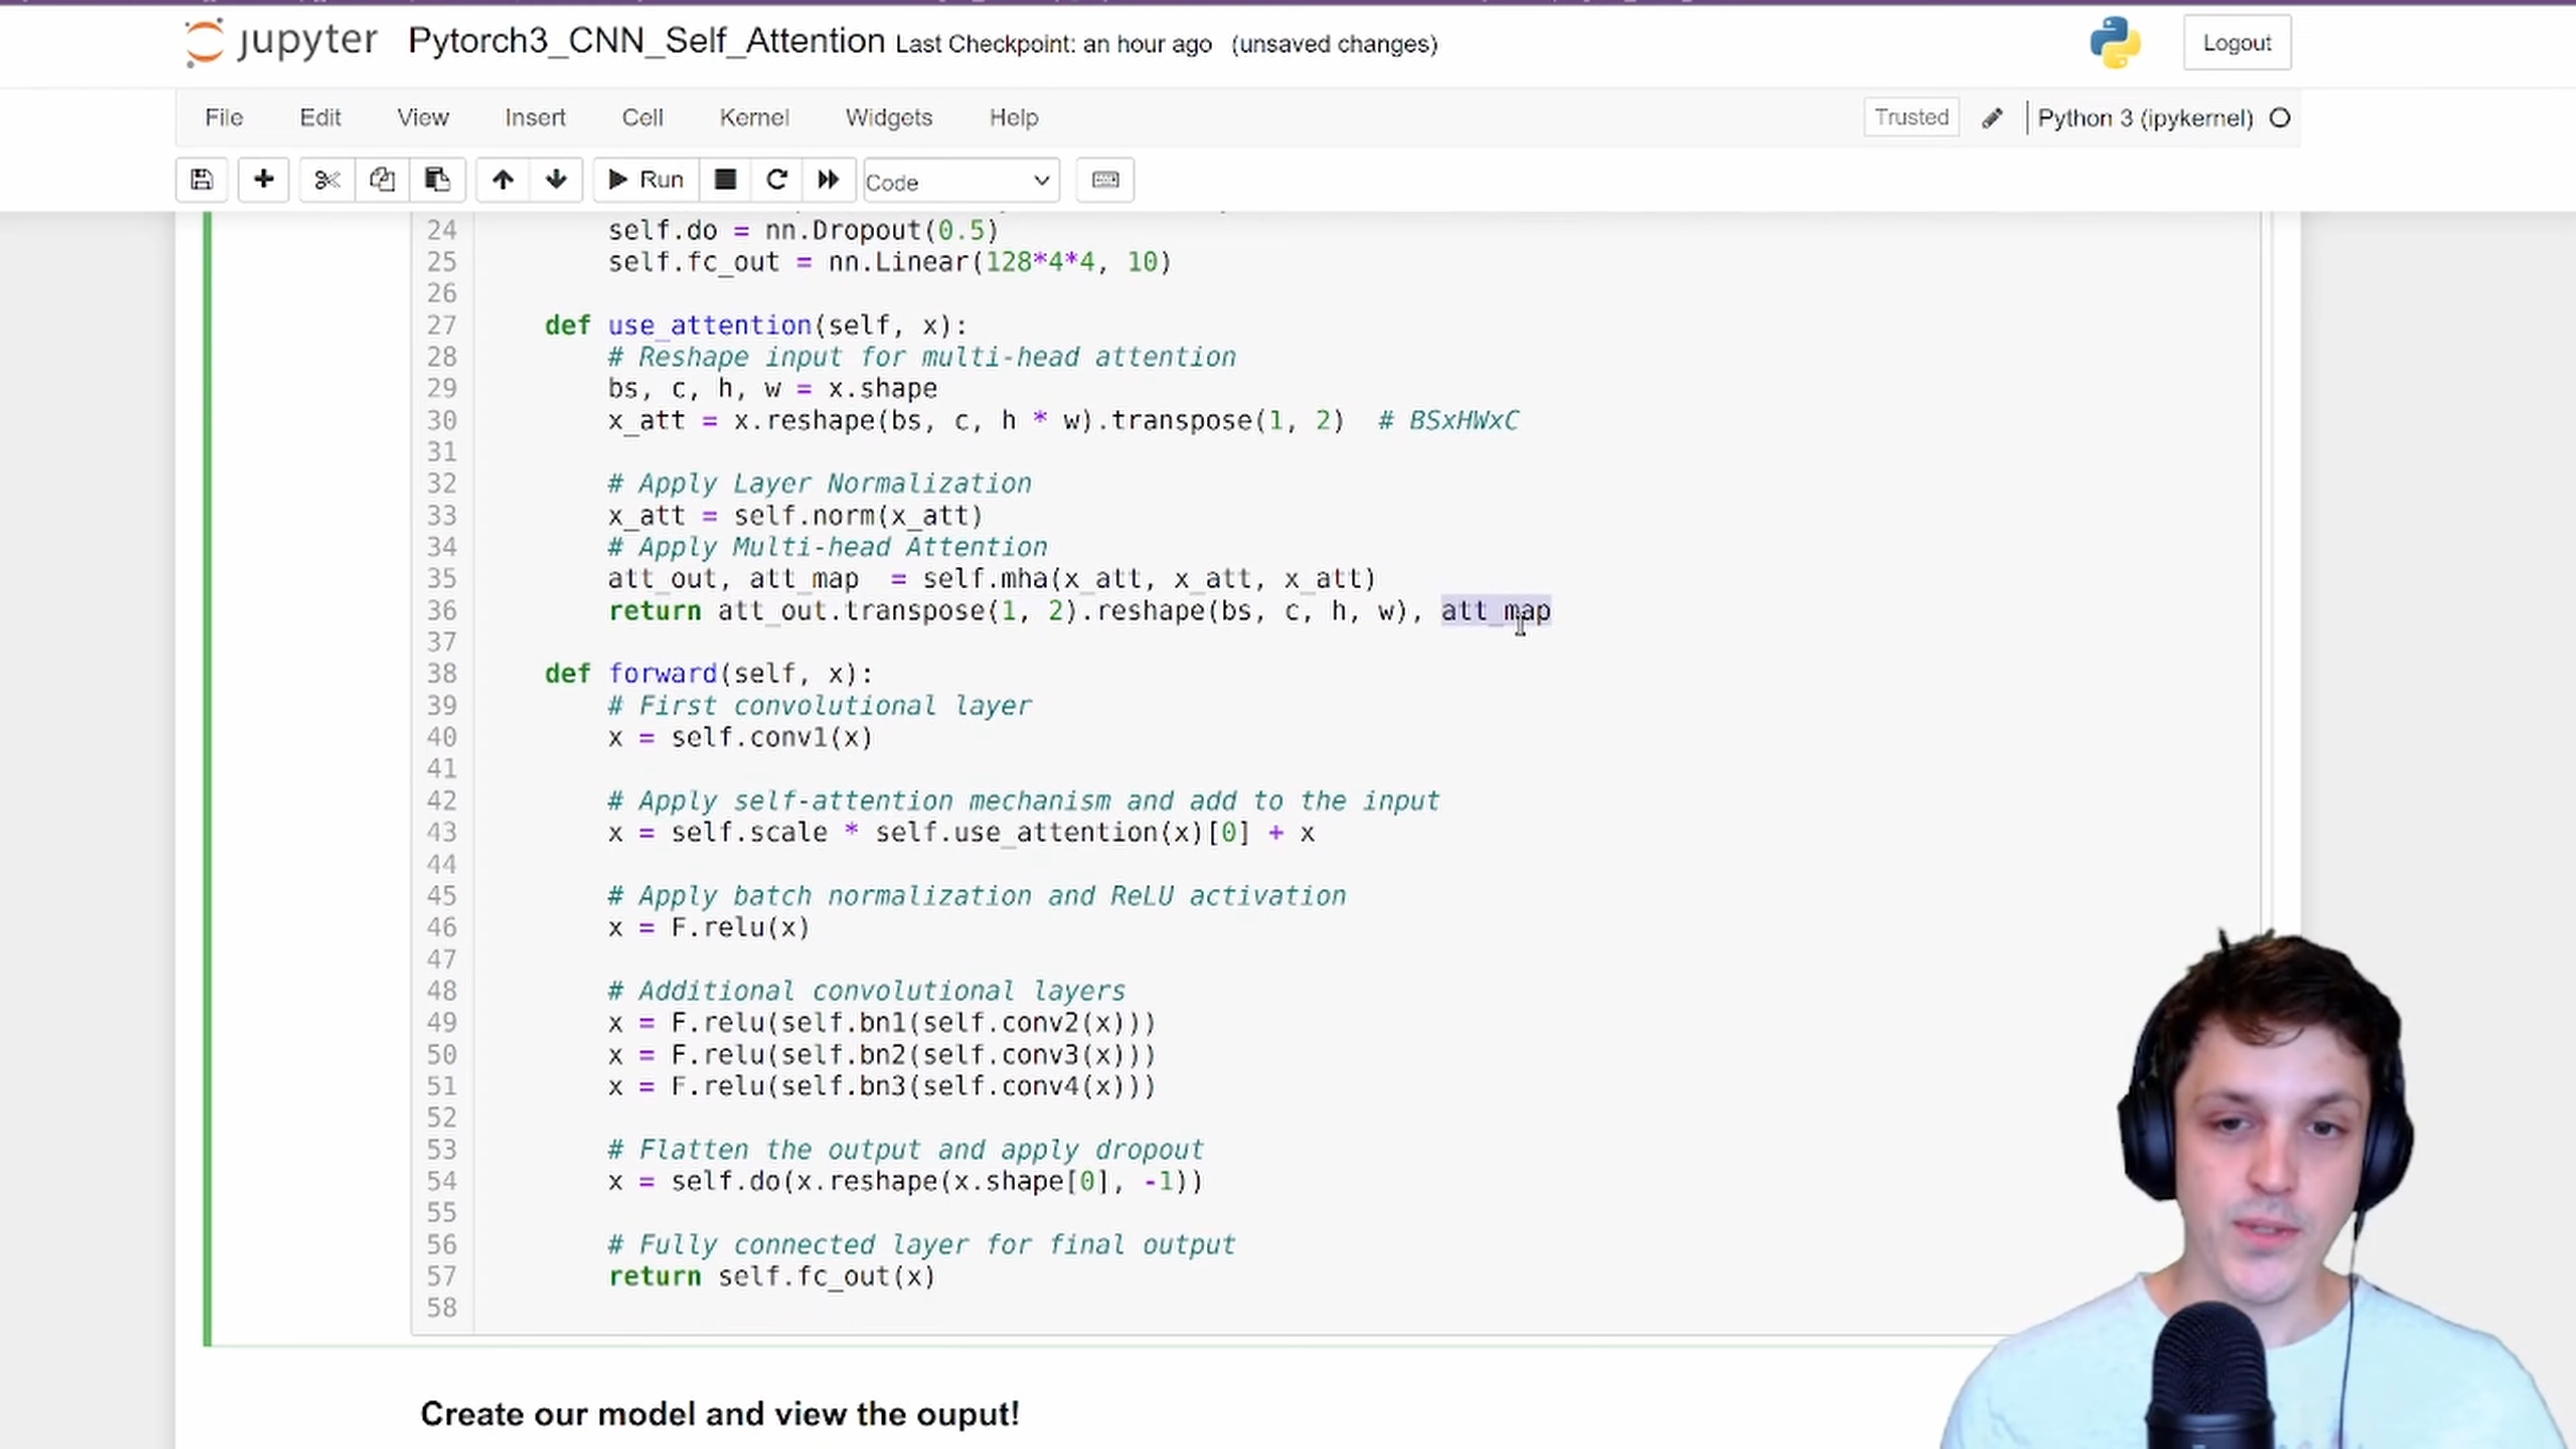 jupyter Pytorch3_CNN_Self_Attention Last Checkpoint: an hour ago (unsaved changes) Logout
File Edit View Insert Cell Kernel Widgets Help Trusted Python 3 (ipykernel)
Run Code
24 self.do = nn.Dropout(0.5)
25 self.fc_out = nn.Linear(128*4*4, 10)
26
27 def use_attention(self, x):
28 # Reshape input for multi-head attention
29 bs, c, h, w = x.shape
30 x_att = x.reshape(bs, c, h * w).transpose(1, 2) # BSxHWxC
31
32 # Apply Layer Normalization
33 x_att = self.norm(x_att)
34 # Apply Multi-head Attention
35 att_out, att_map = self.mha(x_att, x_att, x_att)
36 return att_out.transpose(1, 2).reshape(bs, c, h, w), att_map
37
38 def forward(self, x):
39 # First convolutional layer
40 x = self.conv1(x)
41
42 # Apply self-attention mechanism and add to the input
43 x = self.scale * self.use_attention(x)[0] + x
44
45 # Apply batch normalization and ReLU activation
46 x = F.relu(x)
47
48 # Additional convolutional layers
49 x = F.relu(self.bn1(self.conv2(x)))
50 x = F.relu(self.bn2(self.conv3(x)))
51 x = F.relu(self.bn3(self.conv4(x)))
52
53 # Flatten the output and apply dropout
54 x = self.do(x.reshape(x.shape[0], -1))
55
56 # Fully connected layer for final output
57 return self.fc_out(x)
58
Create our model and view the ouput!